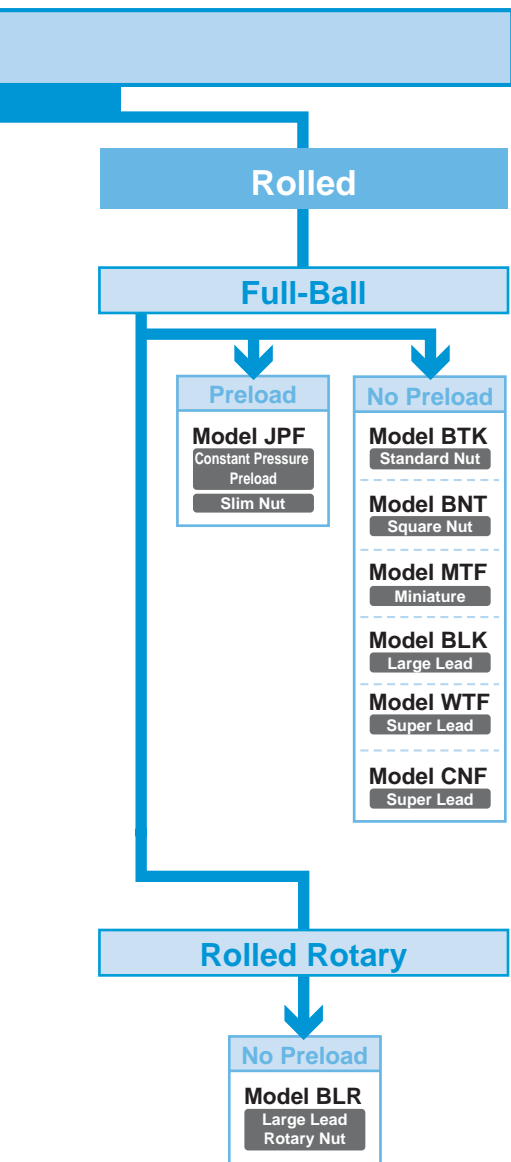 Rolled
Full-Ball
Preload
Model JPF
Constant Pressure
Preload
Slim Nut
No Preload
Model BTK
Standard Nut
Model BNT
Square Nut
Model MTF
Miniature
Model BLK
Large Lead
Model WTF
Super Lead
Model CNF
Super Lead
Rolled Rotary
No Preload
Model BLR
Large Lead
Rotary Nut